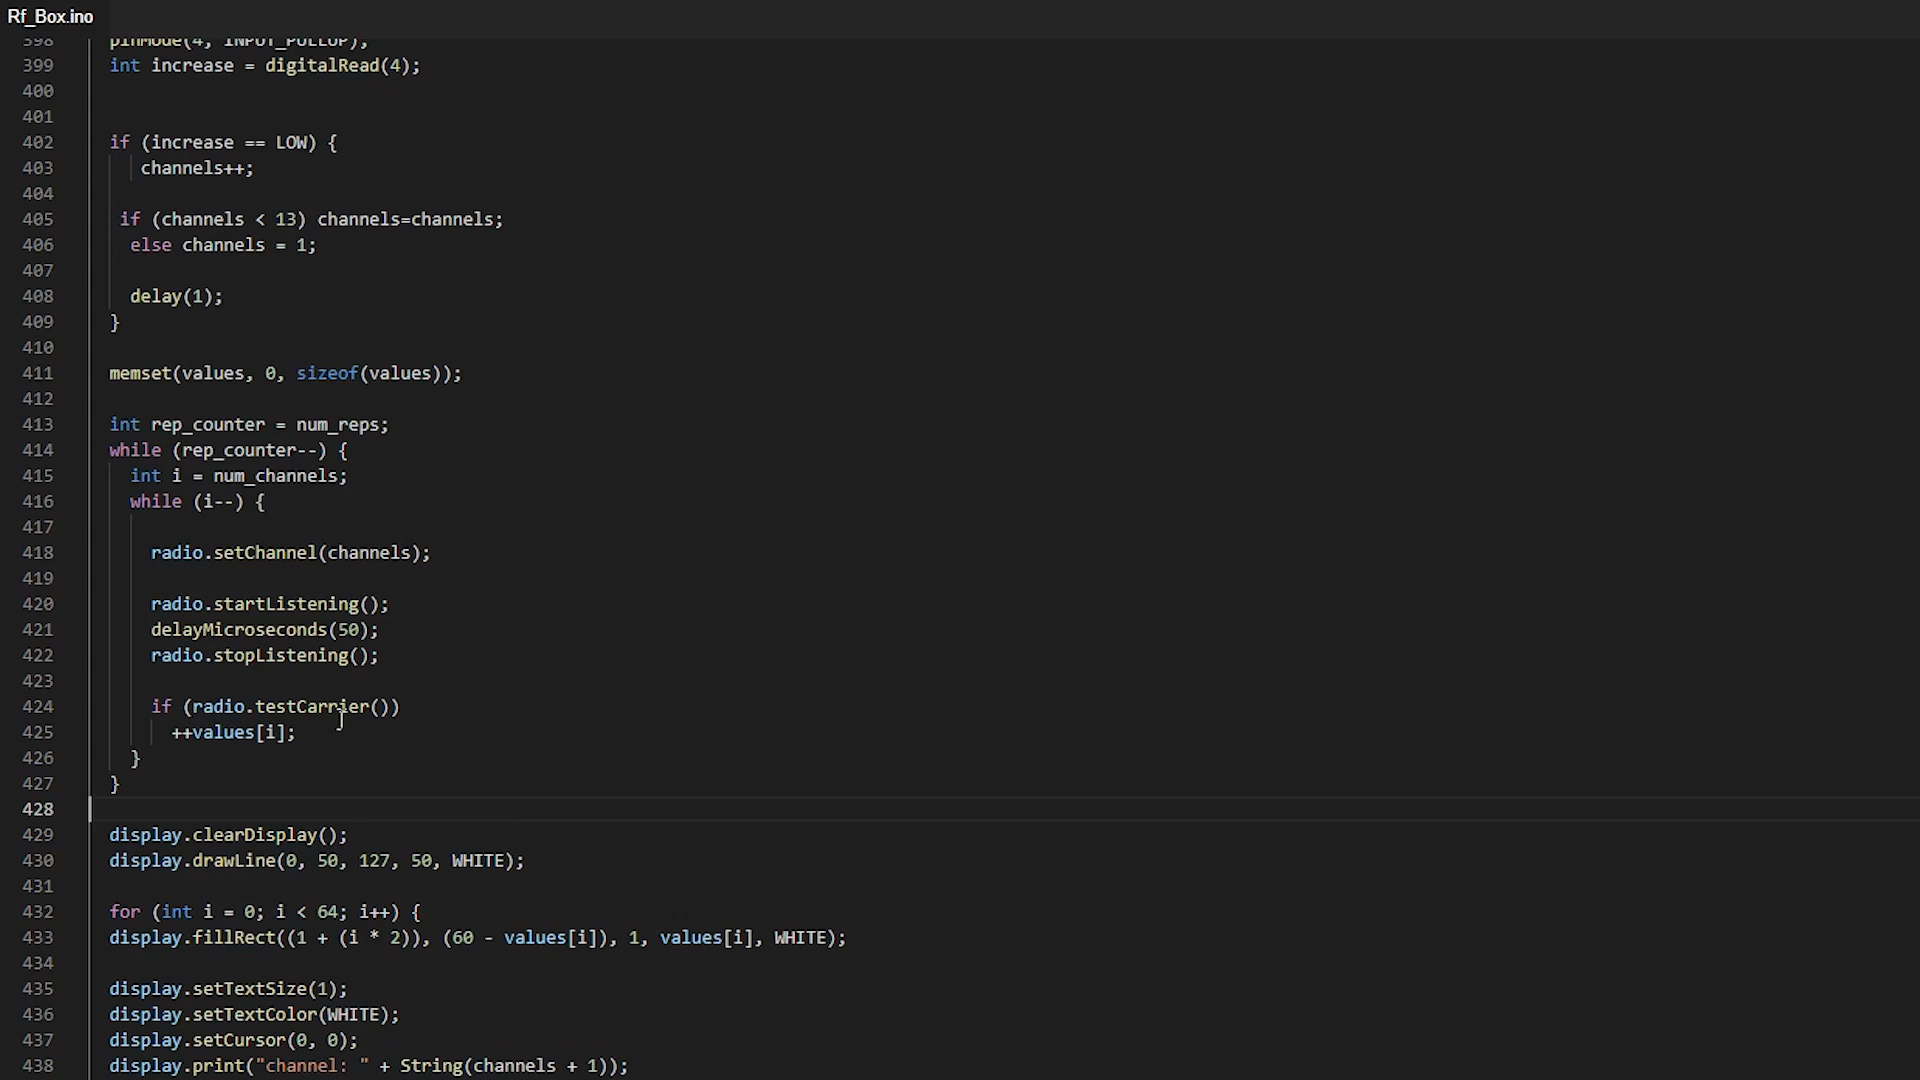 Rf_Box.ino
398 pinMode(4, INPUT_PULLUP);
399 int increase = digitalRead(4);
400
401
402 if (increase == LOW) {
403 channels++;
404
405 if (channels < 13) channels=channels;
406 else channels = 1;
407
408 delay(1);
409 }
410
411 memset(values, 0, sizeof(values));
412
413 int rep_counter = num_reps;
414 while (rep_counter--) {
415 int i = num_channels;
416 while (i--) {
417
418 radio.setChannel(channels);
419
420 radio.startListening();
421 delayMicroseconds(50);
422 radio.stopListening();
423
424 if (radio.testCarrier())
425 ++values[i];
426 }
427 }
428
429 display.clearDisplay();
430 display.drawLine(0, 50, 127, 50, WHITE);
431
432 for (int i = 0; i < 64; i++) {
433 display.fillRect((1 + (i * 2)), (60 - values[i]), 1, values[i], WHITE);
434
435 display.setTextSize(1);
436 display.setTextColor(WHITE);
437 display.setCursor(0, 0);
438 display.print("channel: " + String(channels + 1));